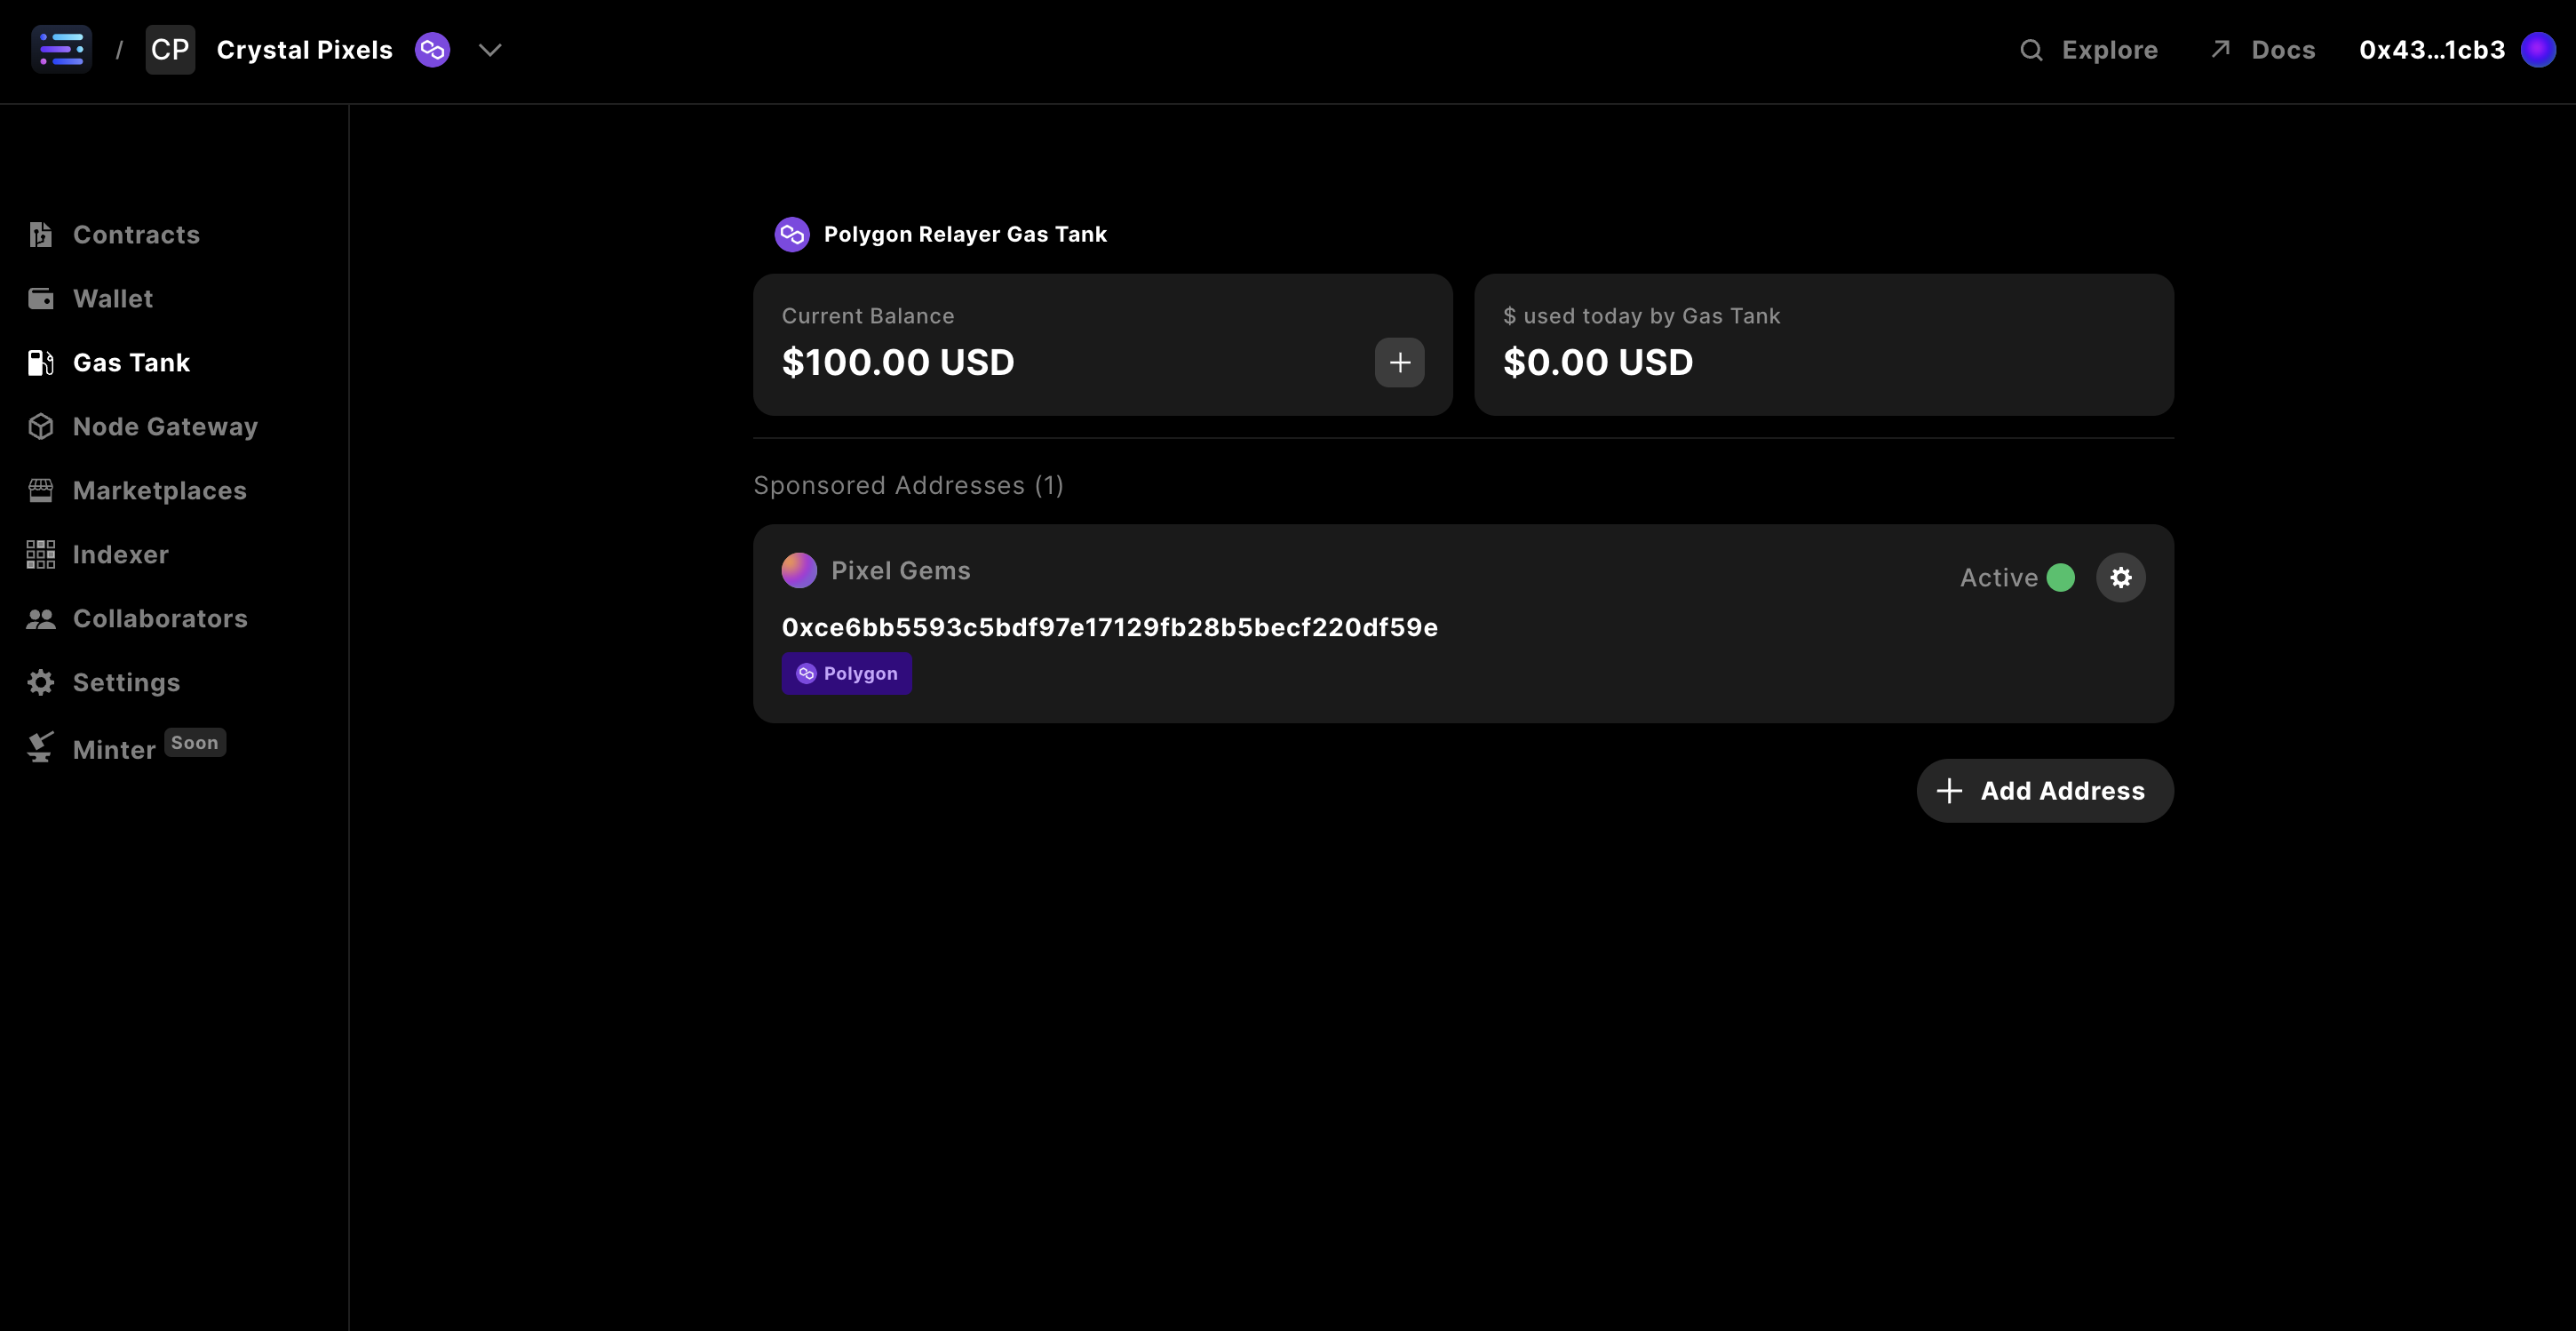 / CP Crystal Pixels
Explore Docs 0x43...1cb3
Contracts
Wallet
Gas Tank
Node Gateway
Marketplaces
Indexer
Collaborators
Settings
Minter Soon
Polygon Relayer Gas Tank
Current Balance
$100.00 USD
$ used today by Gas Tank
$0.00 USD
Sponsored Addresses (1)
Pixel Gems
Active
0xce6bb5593c5bdf97e17129fb28b5becf220df59e
Polygon
Add Address